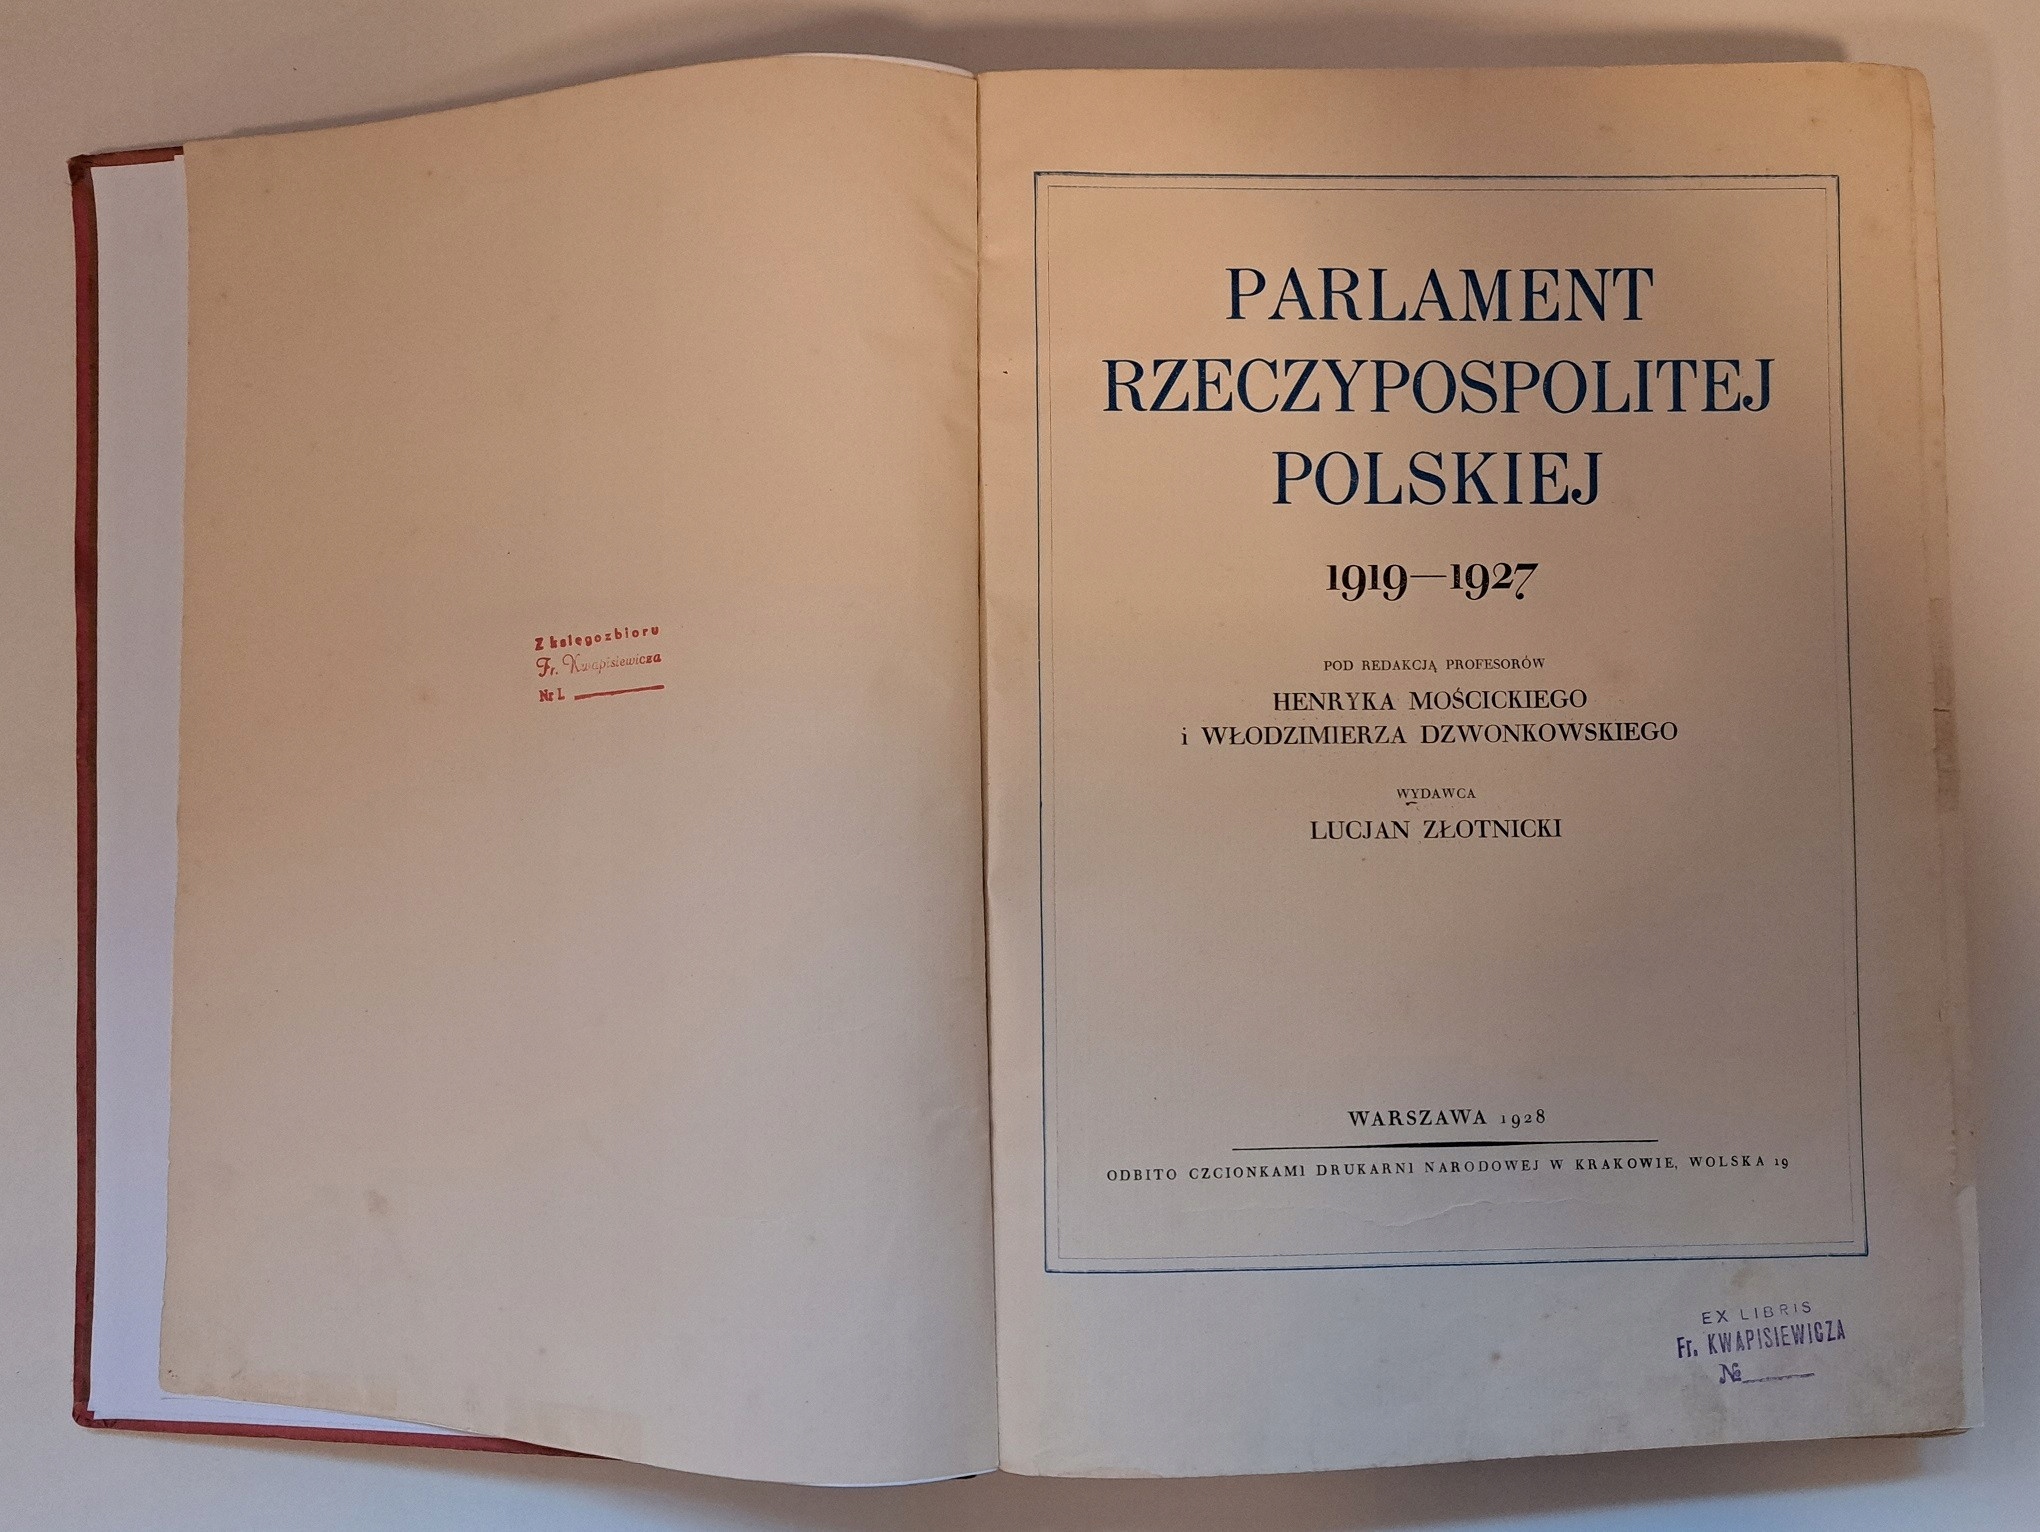 Z księgozbioru
Fr. Kwapisiewicza
Nr L.
PARLAMENT
RZECZYPOSPOLITEJ
POLSKIEJ
1919—1927
POD REDAKCJĄ PROFESORÓW
HENRYKA MOŚCICKIEGO
i WŁODZIMIERZA DZWONKOWSKIEGO
WYDAWCA
LUCJAN ZŁOTNICKI
WARSZAWA 1928
ODBITO CZCIONKAMI DRUKARNI NARODOWEJ W KRAKOWIE, WOLSKA 19
EX LIBRIS
Fr. KWAPISIEWICZA
№